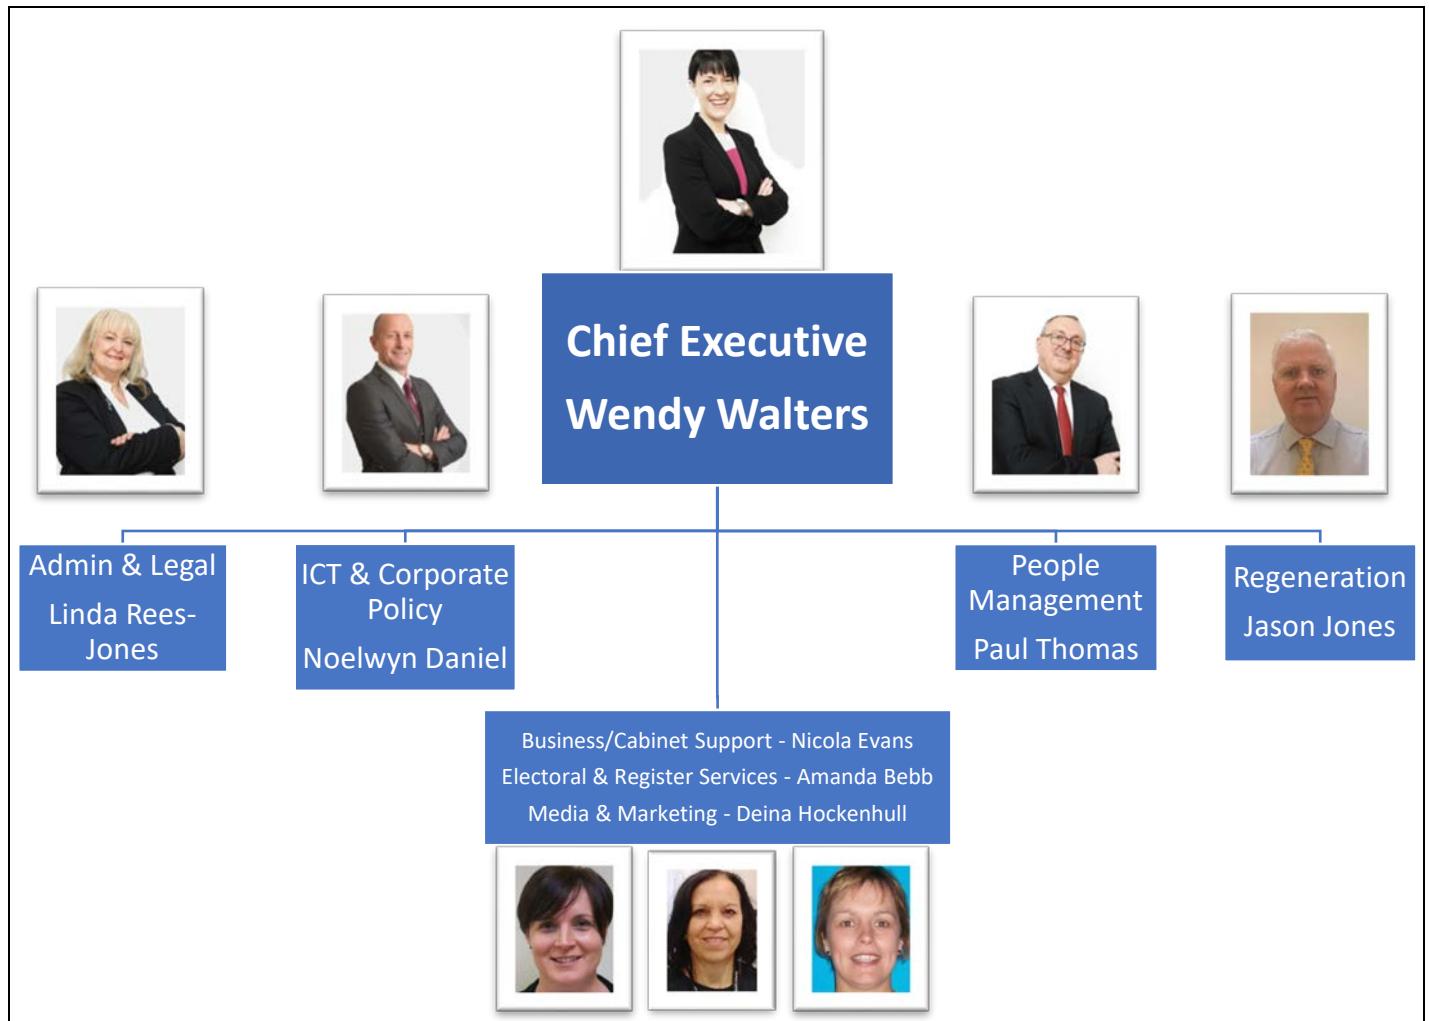 Chief Executive
Wendy Walters
Admin & Legal
Linda Rees-
Jones
ICT & Corporate
Policy
Noelwyn Daniel
People
Management
Paul Thomas
Regeneration
Jason Jones
Business/Cabinet Support - Nicola Evans
Electoral & Register Services - Amanda Bebb
Media & Marketing - Deina Hockenhull